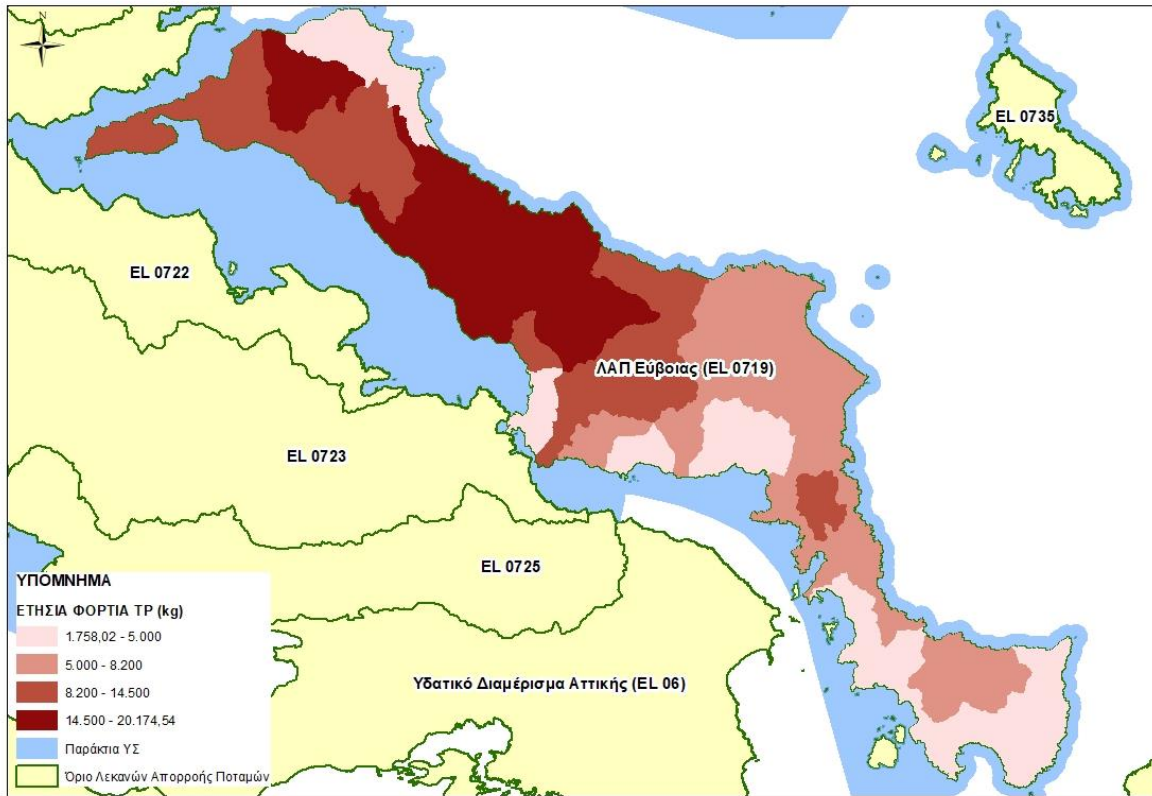 N
EL 0735
EL 0722
ΛΑΠ Εύβοιας (EL 0719)
EL 0723
EL 0725
Υδατικό Διαμέρισμα Αττικής (EL 06)
ΥΠΟΜΝΗΜΑ
ΕΤΗΣΙΑ ΦΟΡΤΙΑ TP (kg)
1.758,02 - 5.000
5.000 - 8.200
8.200 - 14.500
14.500 - 20.174,54
Παράκτια ΥΣ
Όριο Λεκανών Απορροής Ποταμών